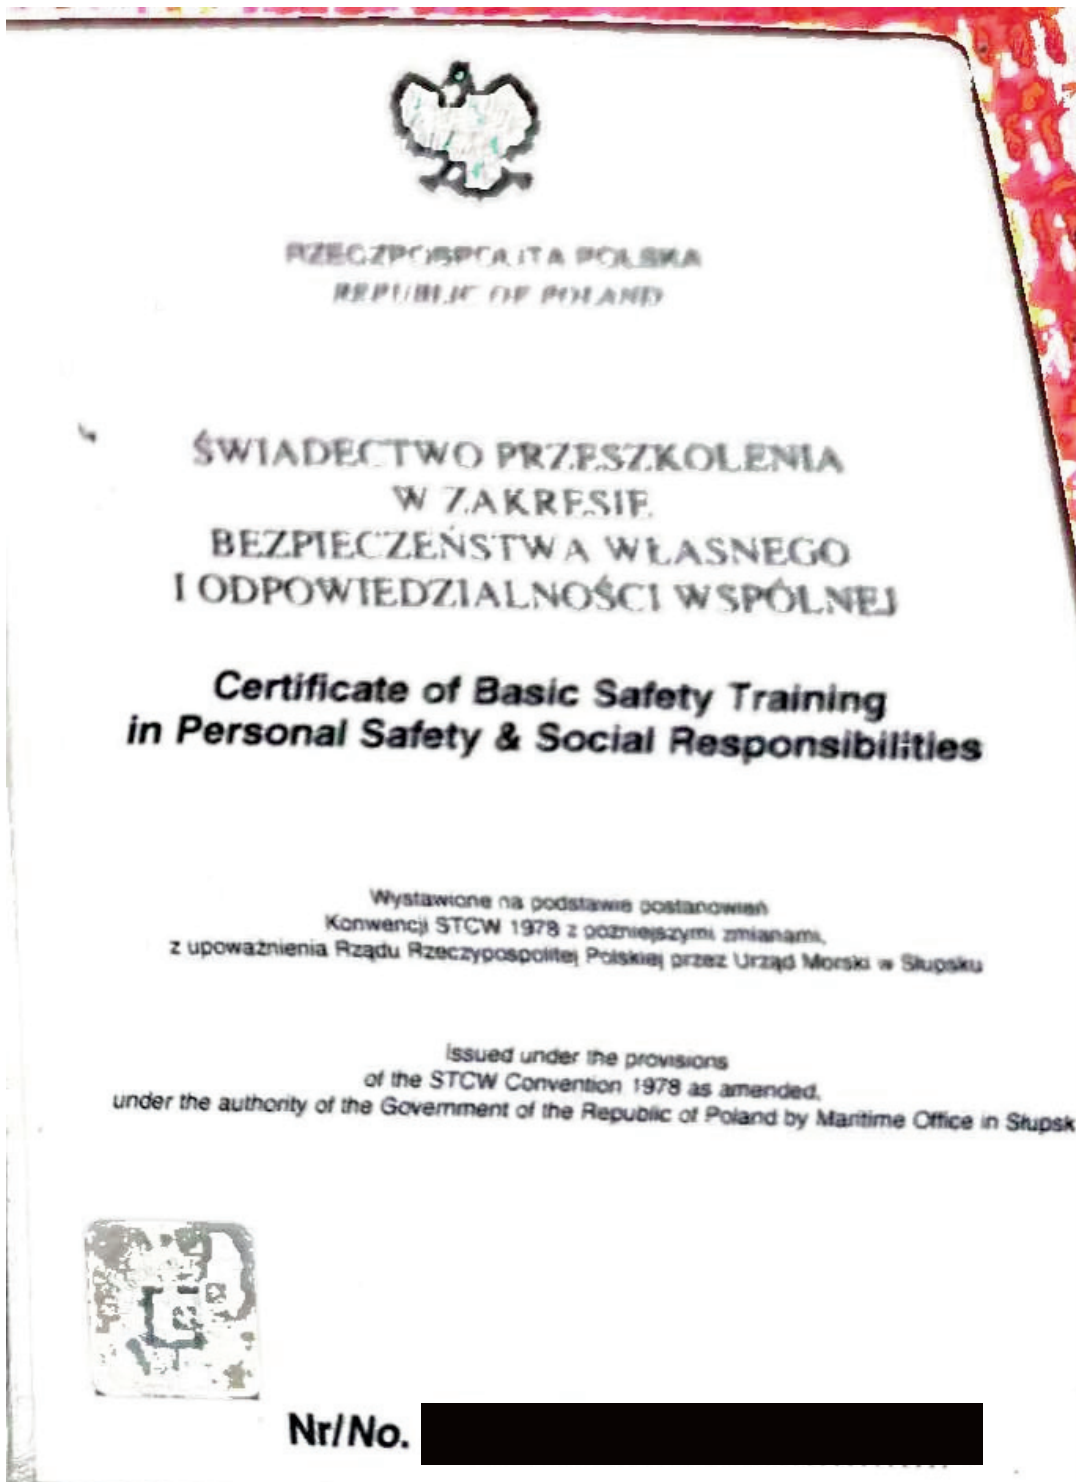 RZECZPOSPOLITA POLSKA
REPUBLIC OF POLAND
ŚWIADECTWO PRZESZKOLENIA
W ZAKRESIE
BEZPIECZEŃSTWA WŁASNEGO
I ODPOWIEDZIALNOŚCI WSPÓLNEJ
Certificate of Basic Safety Training
in Personal Safety & Social Responsibilities
Wystawione na podstawie postanowień
Konwencji STCW 1978 z późniejszymi zmianami,
z upoważnienia Rządu Rzeczypospolitej Polskiej przez Urząd Morski w Słupsku
Issued under the provisions
of the STCW Convention 1978 as amended,
under the authority of the Government of the Republic of Poland by Maritime Office in Słupsk
Nr/No.